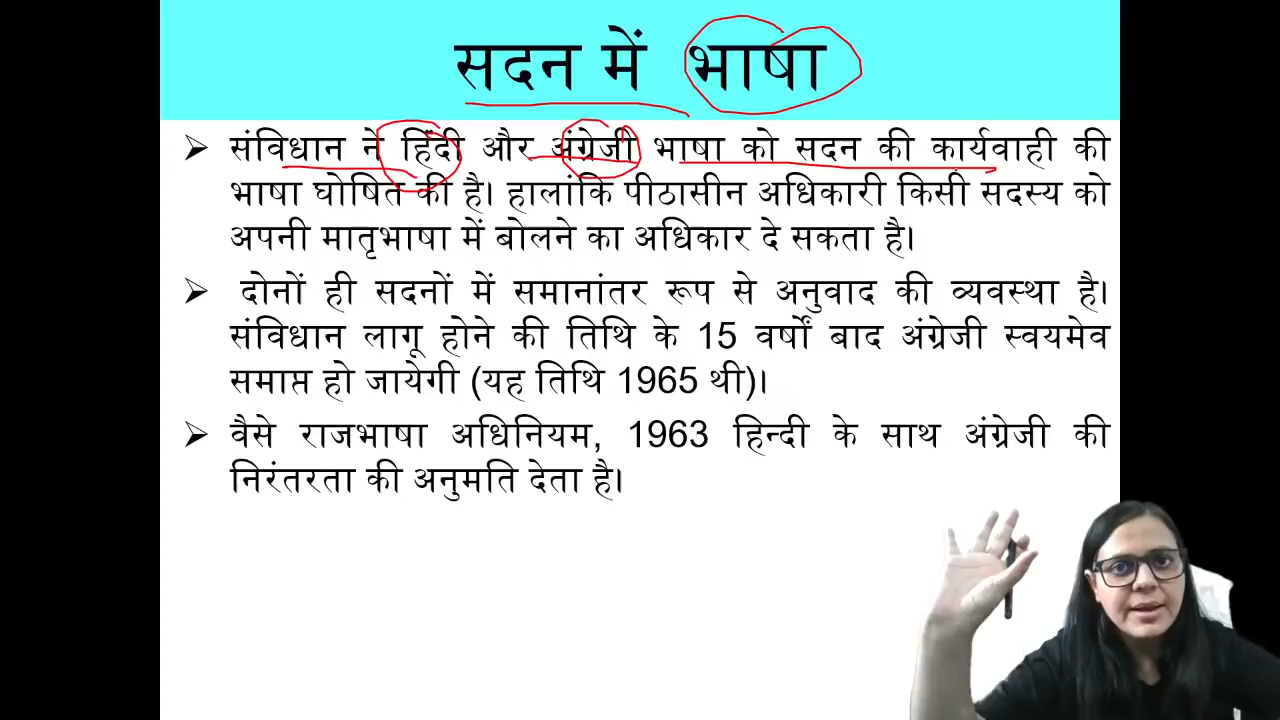 सदन में भाषा
➢ संविधान ने हिंदी और अंग्रेजी भाषा को सदन की कार्यवाही की
भाषा घोषित की है। हालांकि पीठासीन अधिकारी किसी सदस्य को
अपनी मातृभाषा में बोलने का अधिकार दे सकता है।
➢ दोनों ही सदनों में समानांतर रूप से अनुवाद की व्यवस्था है।
संविधान लागू होने की तिथि के 15 वर्षों बाद अंग्रेजी स्वयमेव
समाप्त हो जायेगी (यह तिथि 1965 थी)।
➢ वैसे राजभाषा अधिनियम, 1963 हिन्दी के साथ अंग्रेजी की
निरंतरता की अनुमति देता है।